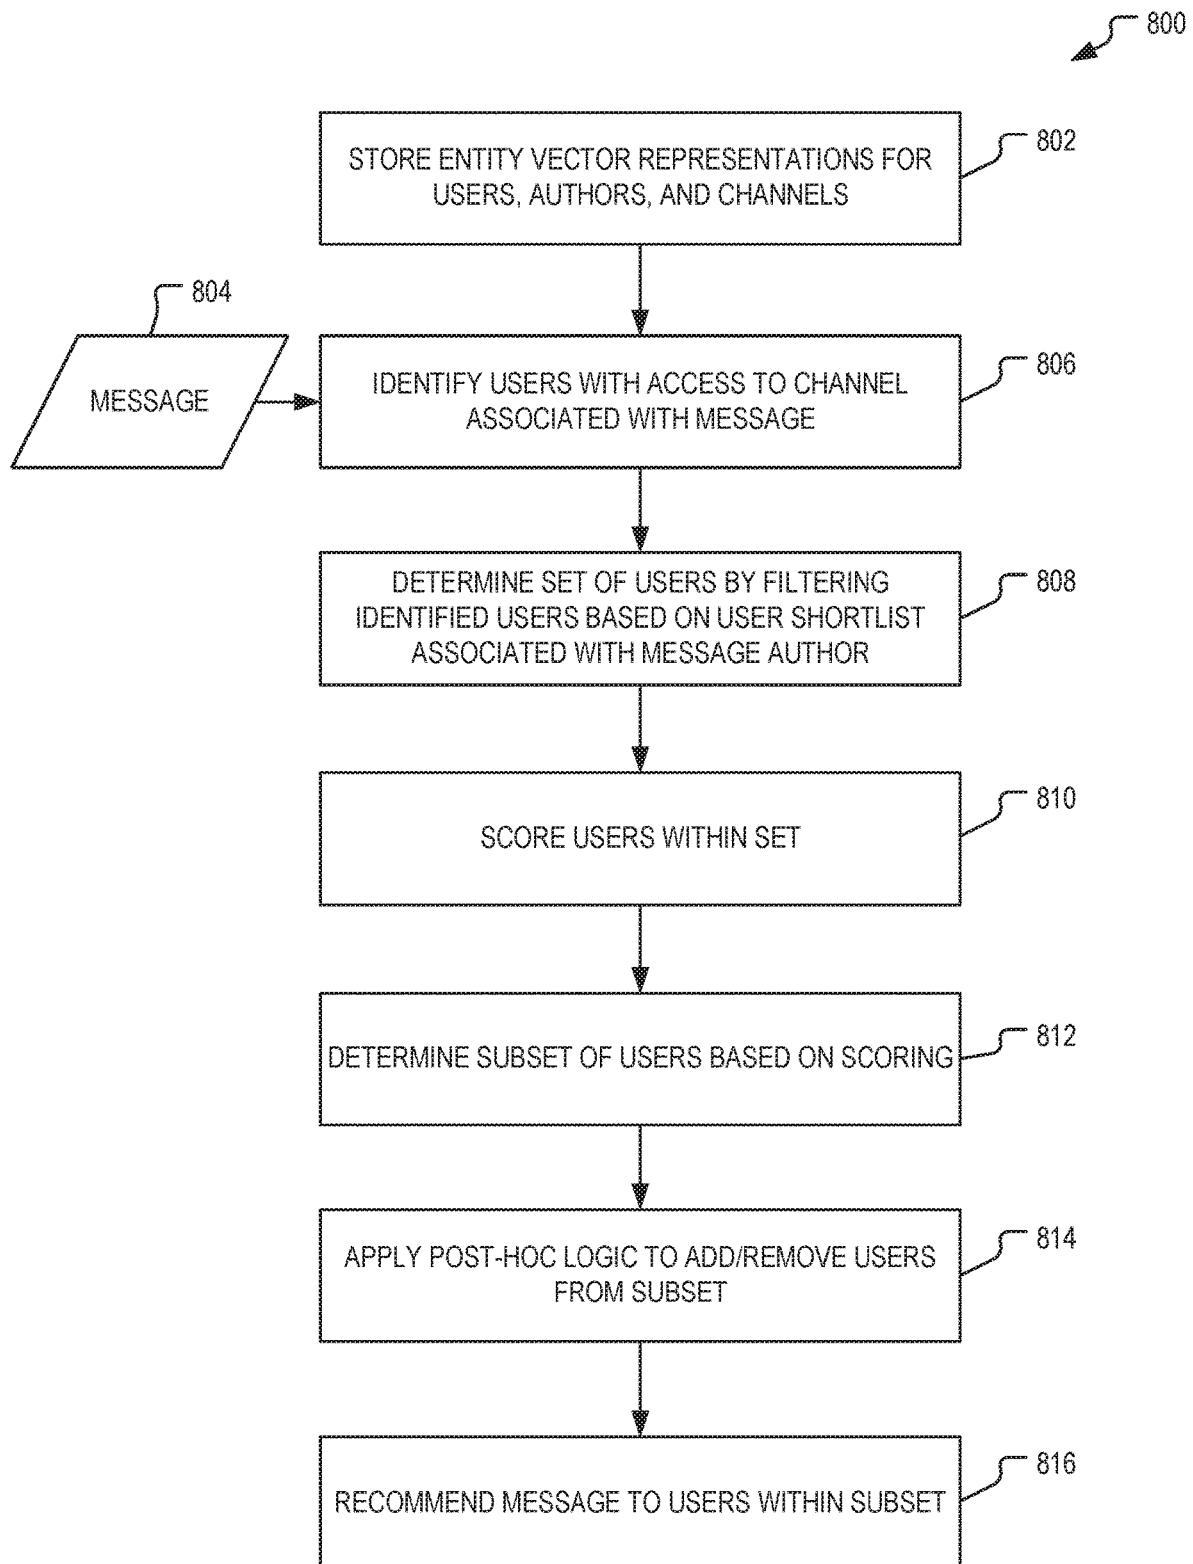 800
STORE ENTITY VECTOR REPRESENTATIONS FOR
USERS, AUTHORS, AND CHANNELS
802
804
MESSAGE
IDENTIFY USERS WITH ACCESS TO CHANNEL
ASSOCIATED WITH MESSAGE
806
DETERMINE SET OF USERS BY FILTERING
IDENTIFIED USERS BASED ON USER SHORTLIST
ASSOCIATED WITH MESSAGE AUTHOR
808
SCORE USERS WITHIN SET
810
DETERMINE SUBSET OF USERS BASED ON SCORING
812
APPLY POST-HOC LOGIC TO ADD/REMOVE USERS
FROM SUBSET
814
RECOMMEND MESSAGE TO USERS WITHIN SUBSET
816